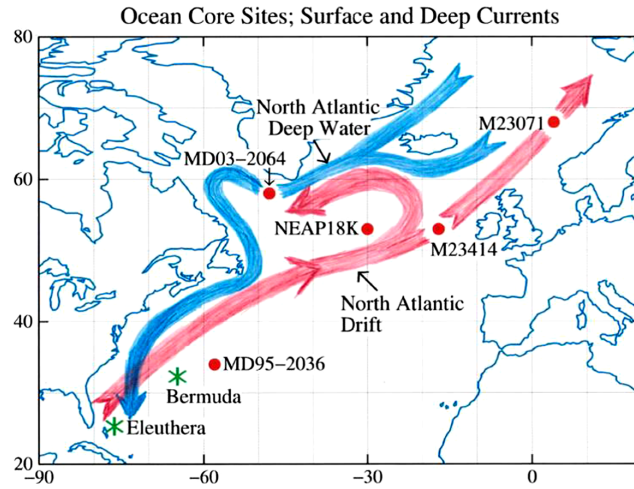 Ocean Core Sites; Surface and Deep Currents
80
North Atlantic
Deep Water
M23071
MD03-2064
60
NEAP18K
M23414
North Atlantic
Drift
40
MD95-2036
Bermuda
Eleuthera
20
-90
-60
-30
0